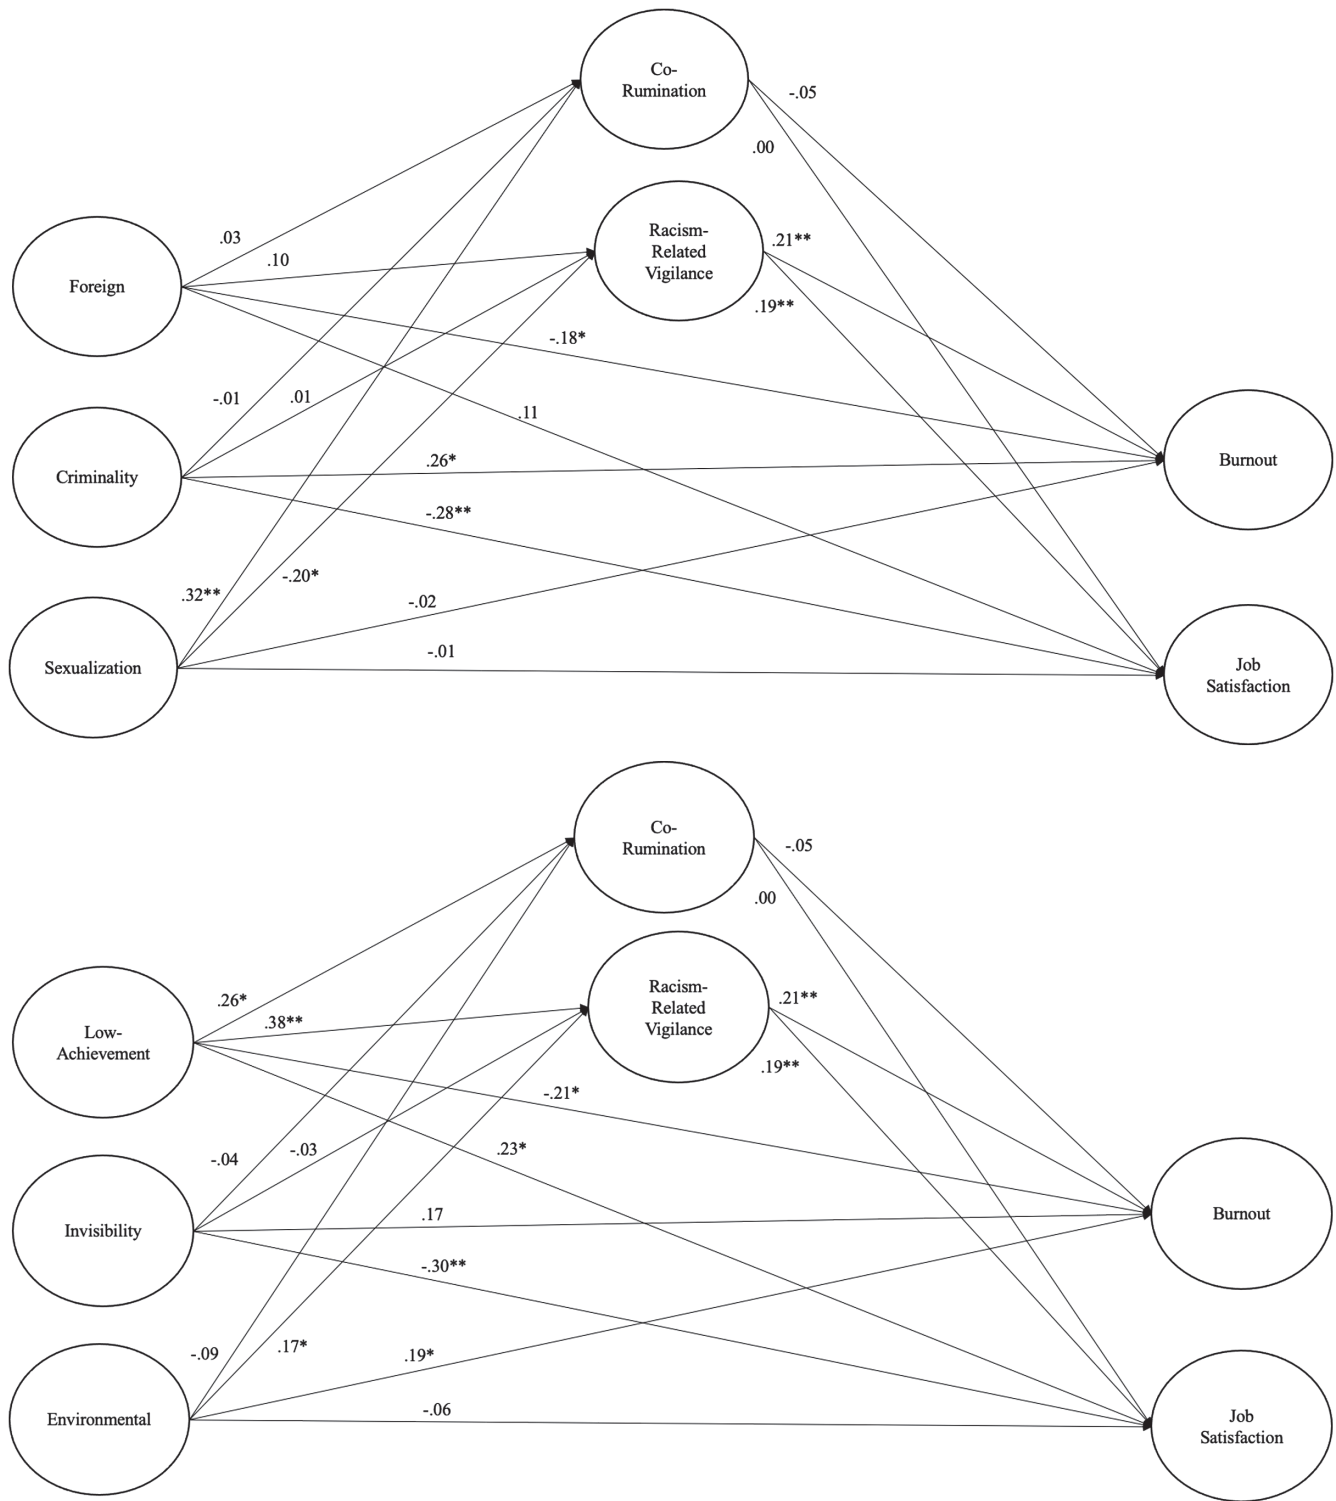 Co-
Rumination
-.05
.00
Racism-
Related
Vigilance
.21**
.19**
.03
.10
Foreign
-.18*
-.01
.01
.11
Criminality
.26*
Burnout
-.28**
.32**
-.20*
-.02
Sexualization
-.01
Job
Satisfaction
Co-
Rumination
-.05
.00
Racism-
Related
Vigilance
.21**
.19**
.26*
.38**
Low-
Achievement
-.21*
-.04
-.03
.23*
Invisibility
.17
Burnout
-.30**
-.09
.17*
.19*
Environmental
-.06
Job
Satisfaction